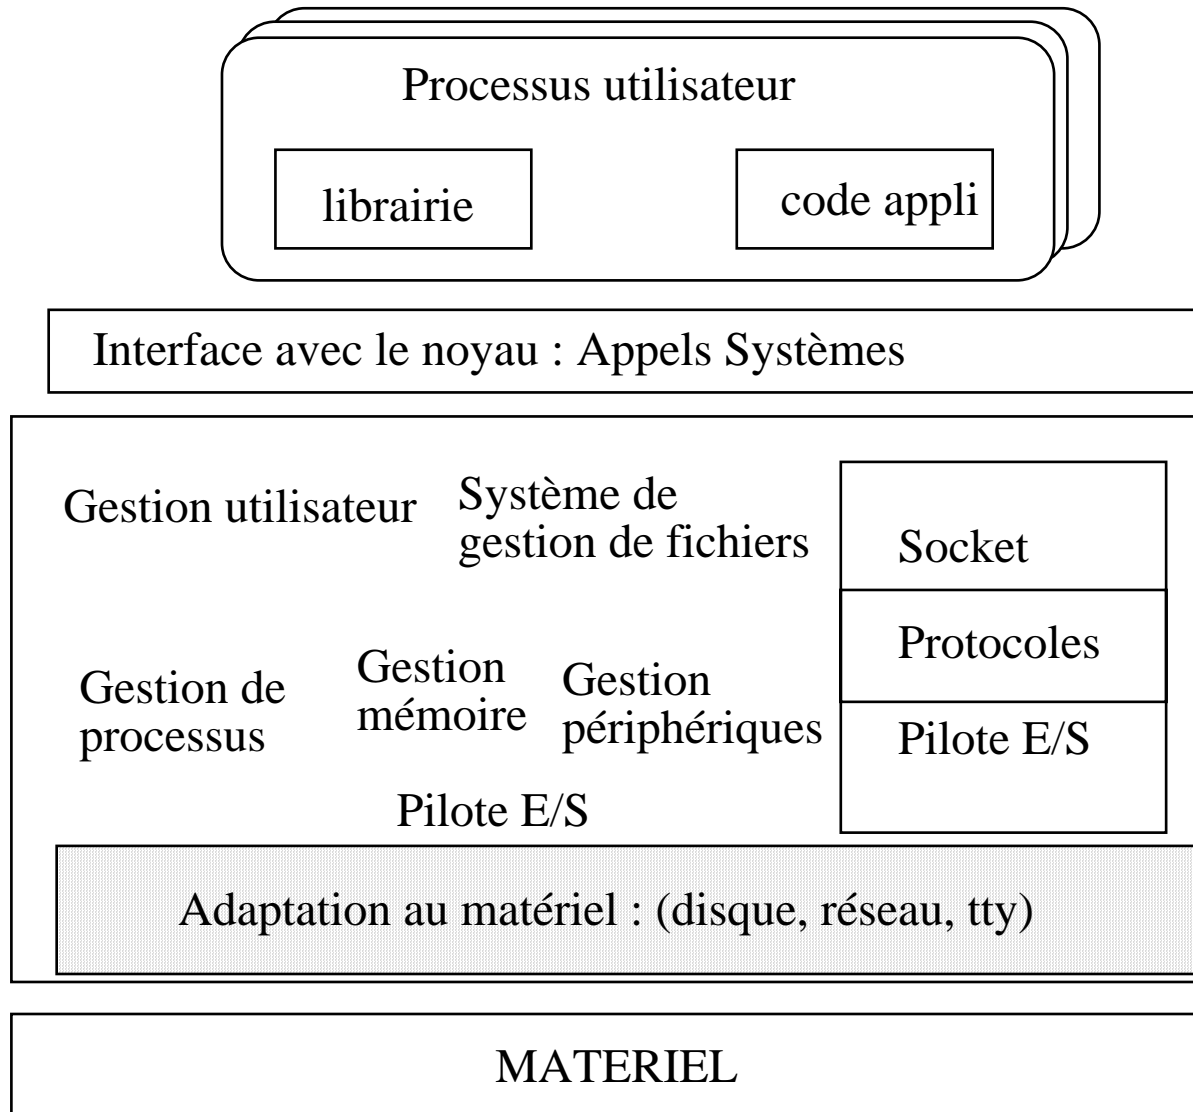 Processus utilisateur
librairie
code appli
Interface avec le noyau : Appels Systèmes
Gestion utilisateur
Système de
gestion de fichiers
Socket
Protocoles
Pilote E/S
Gestion de
processus
Gestion
mémoire
Gestion
périphériques
Pilote E/S
Adaptation au matériel : (disque, réseau, tty)
MATERIEL